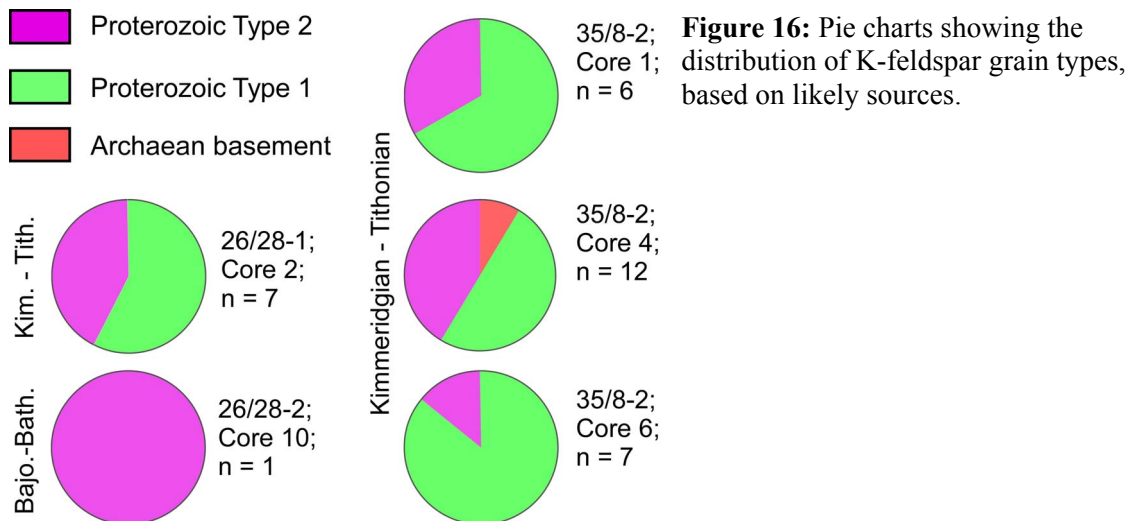 Proterozoic Type 2
Proterozoic Type 1
Archaean basement
Kim. - Tith.
26/28-1;
Core 2;
n = 7
Bajo.-Bath.
26/28-2;
Core 10;
n = 1
Kimmeridgian - Tithonian
35/8-2;
Core 1;
n = 6
35/8-2;
Core 4;
n = 12
35/8-2;
Core 6;
n = 7
Figure 16: Pie charts showing the
distribution of K-feldspar grain types,
based on likely sources.